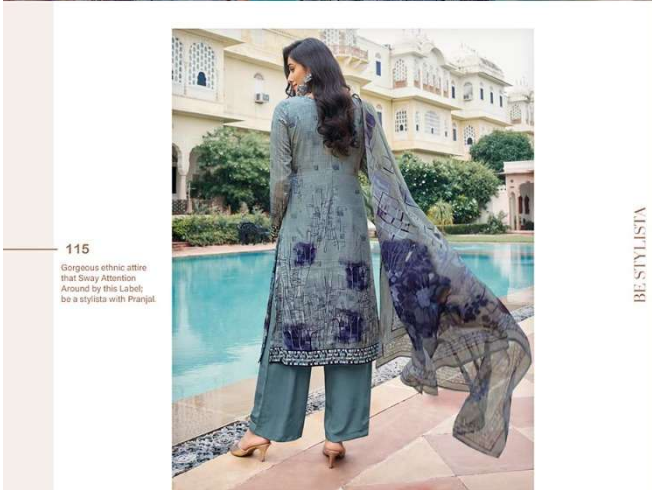 115
Gorgeous ethnic attire
that Sway Attention
Around by this Label;
be a stylista with Pranjal.
BE STYLISTA